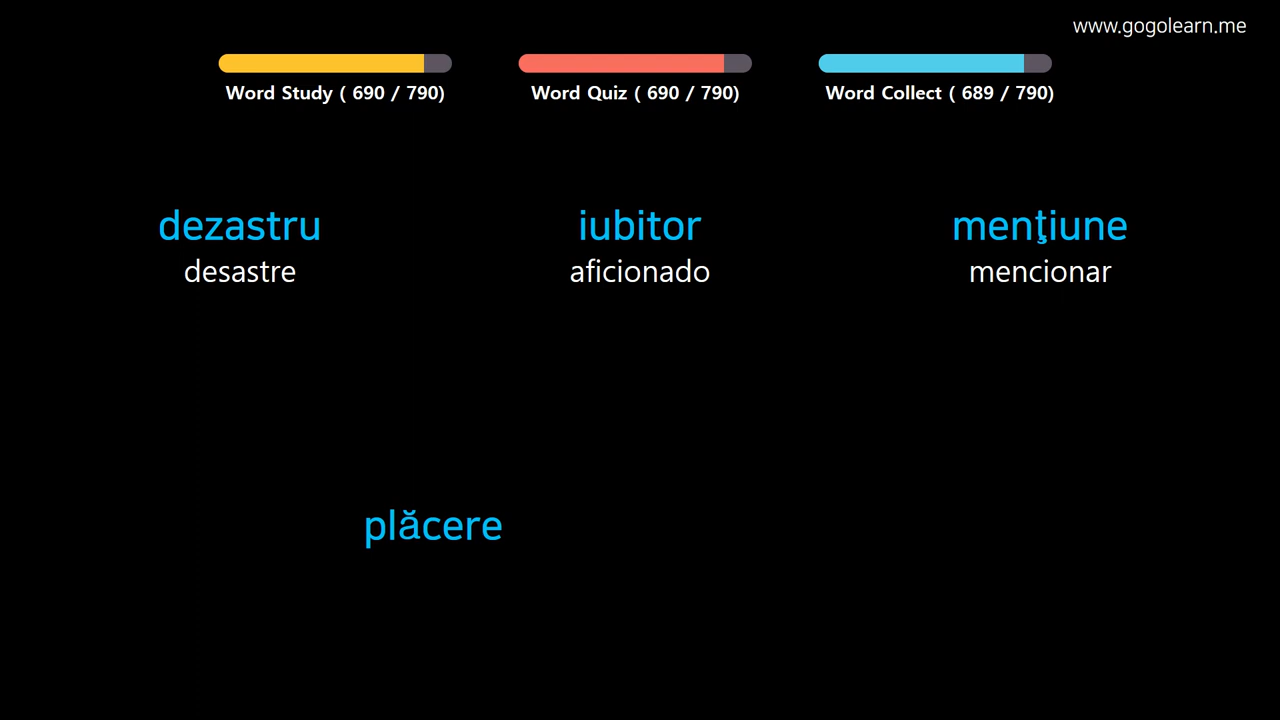 www.gogolearn.me
Word Study ( 690 / 790)
Word Quiz ( 690 / 790)
Word Collect ( 689 / 790)
dezastru
desastre
iubitor
aficionado
menţiune
mencionar
plăcere